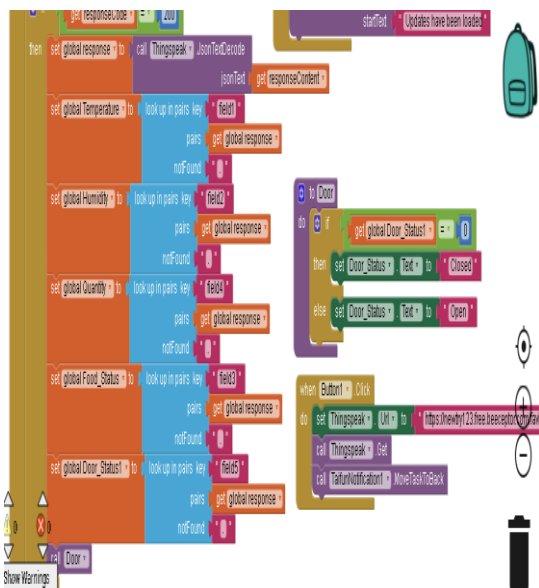 get responseCode = 200
then set global response to call Thingspeak .JsonTextDecode
jsonText get responseContent
set global Temperature to look up in pairs key " field1 "
pairs get global response
notFound " . "
set global Humidity to look up in pairs key " field2 "
pairs get global response
notFound " . "
set global Quantity to look up in pairs key " field4 "
pairs get global response
notFound " . "
set global Food_Status to look up in pairs key " field3 "
pairs get global response
notFound " . "
set global Door_Status1 to look up in pairs key " field5 "
pairs get global response
notFound " . "
call Door
0 0
Show Warnings
startText " Updates have been loaded "
to Door
do if get global Door_Status1 = 0
then set Door_Status . Text to " Closed "
else set Door_Status . Text to " Open "
when Button1 .Click
do set Thingspeak . Url to " https://newtry123.free.beeceptor.com/
call Thingspeak .Get
call TaifunNotification1 .MoveTaskToBack